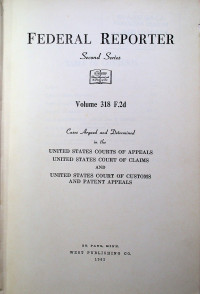 FEDERAL REPORTER
Second Series
Volume 318 F.2d
Cases Argued and Determined
in the
UNITED STATES COURTS OF APPEALS
UNITED STATES COURT OF CLAIMS
AND
UNITED STATES COURT OF CUSTOMS
AND PATENT APPEALS
ST. PAUL, MINN.
WEST PUBLISHING CO.
1963